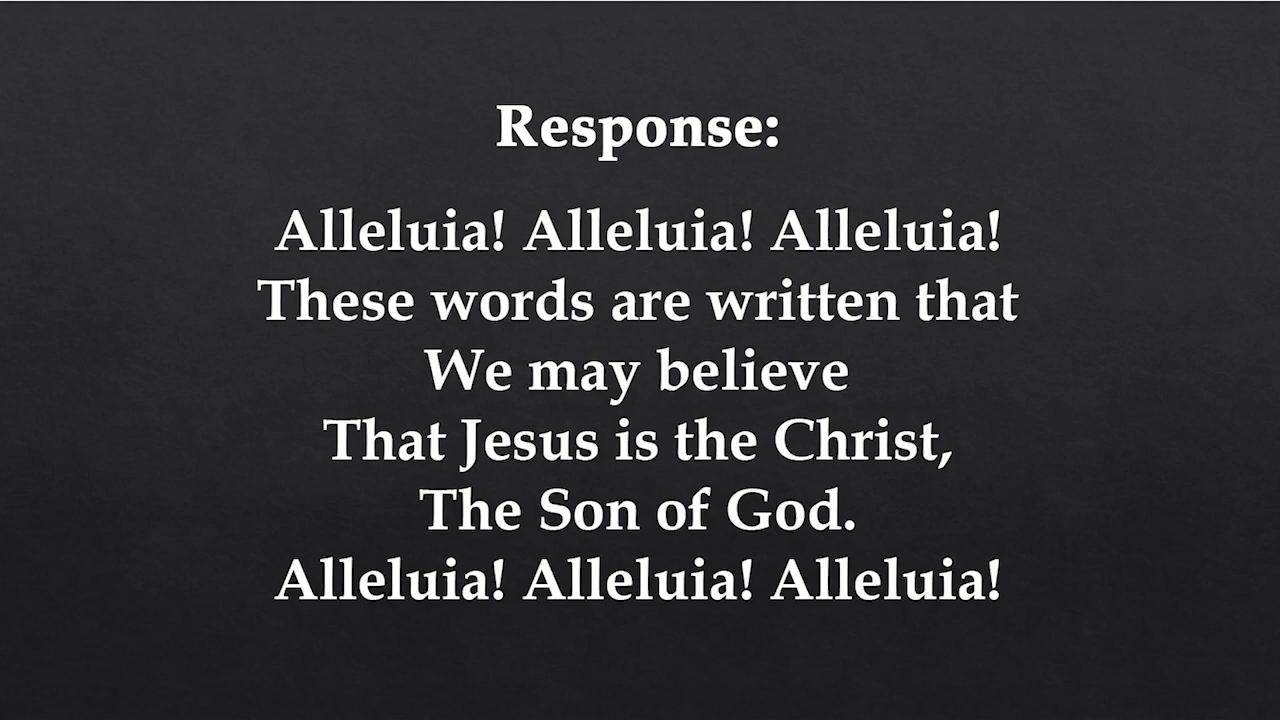 Response:
Alleluia! Alleluia! Alleluia!
These words are written that
We may believe
That Jesus is the Christ,
The Son of God.
Alleluia! Alleluia! Alleluia!